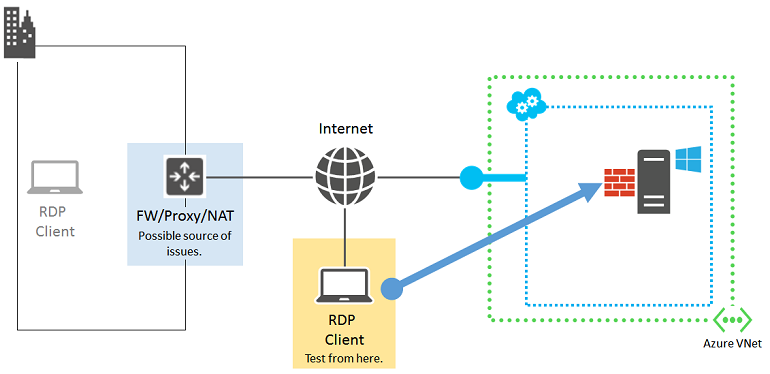 Internet
RDP
Client
FW/Proxy/NAT
Possible source of
issues.
RDP
Client
Test from here.
Azure VNet